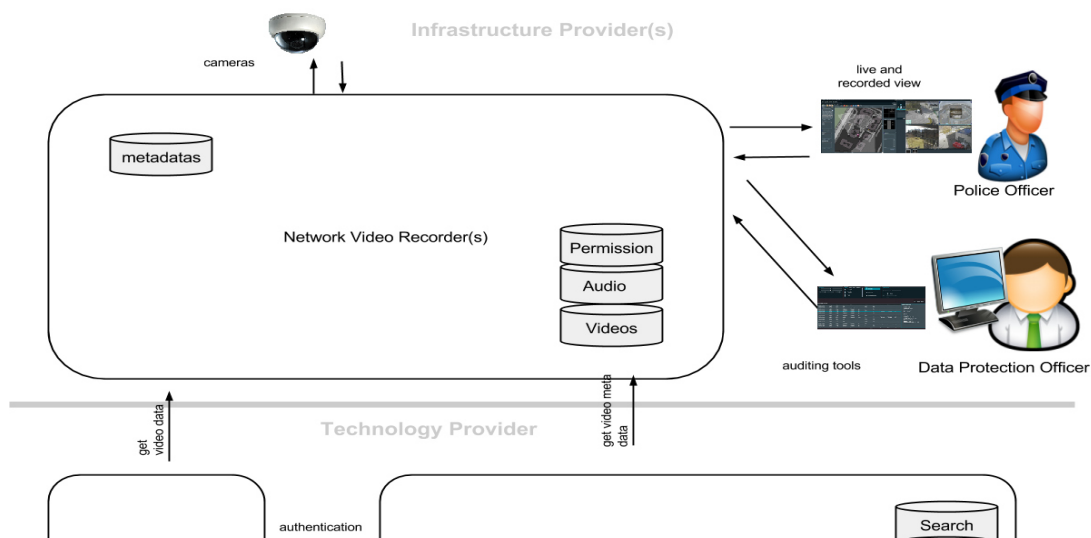 Infrastructure Provider(s)
cameras
live and
recorded view
metadatas
Police Officer
Network Video Recorder(s)
Permission
Audio
Videos
auditing tools
Data Protection Officer
get
video data
get video meta
data
Technology Provider
authentication
Search